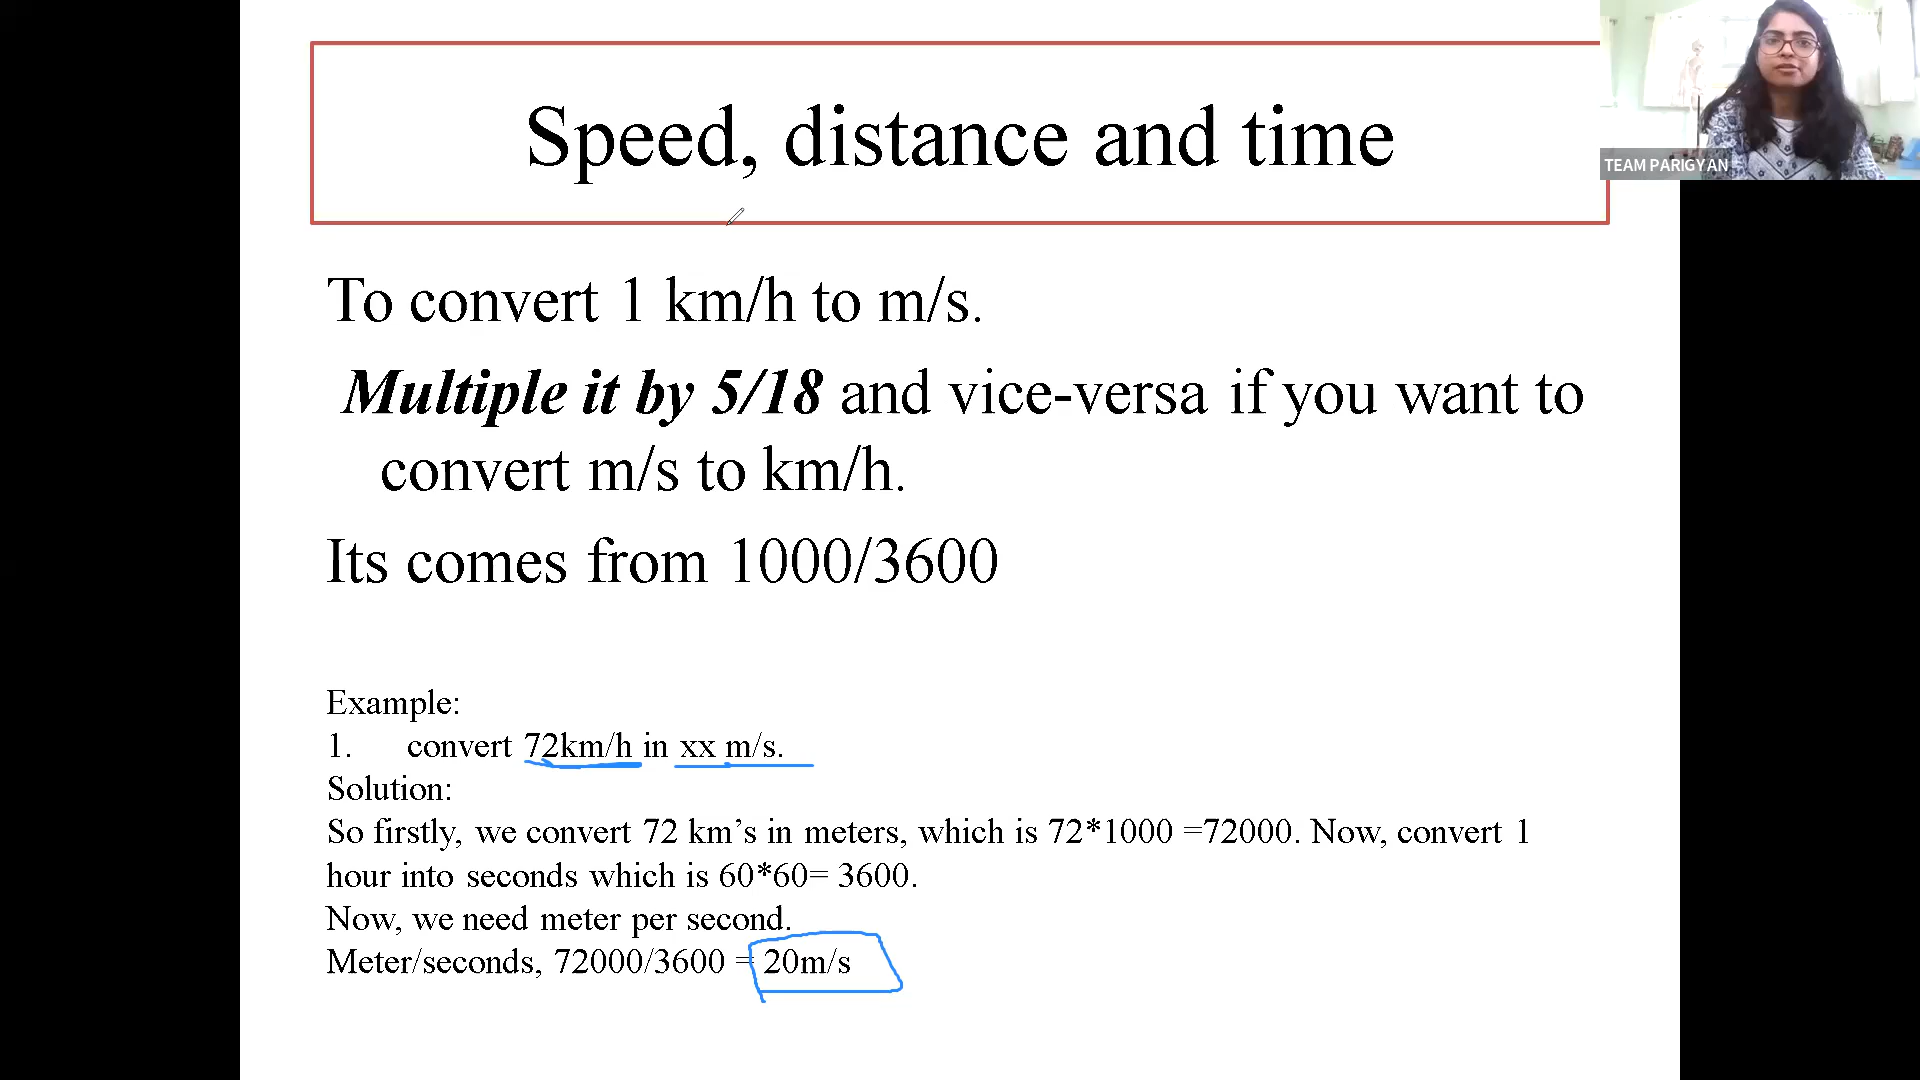 Speed, distance and time
TEAM PARIGYAN
To convert 1 km/h to m/s.
Multiple it by 5/18 and vice-versa if you want to
convert m/s to km/h.
Its comes from 1000/3600
Example:
1. convert 72km/h in xx m/s.
Solution:
So firstly, we convert 72 km’s in meters, which is 72*1000 =72000. Now, convert 1
hour into seconds which is 60*60= 3600.
Now, we need meter per second.
Meter/seconds, 72000/3600 = 20m/s